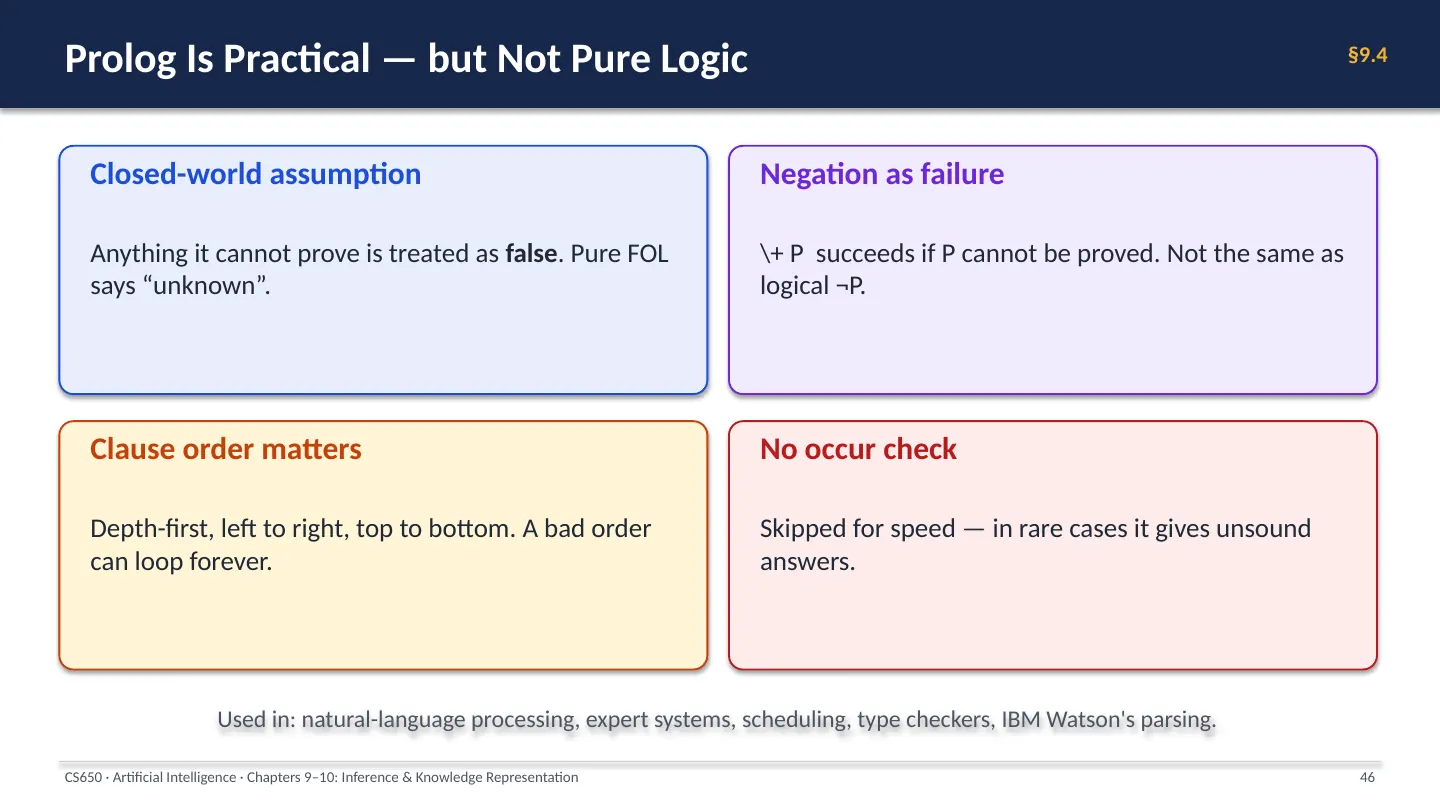 Prolog Is Practical — but Not Pure Logic
§9.4
Closed-world assumption
Anything it cannot prove is treated as false. Pure FOL
says “unknown”.
Negation as failure
\+ P  succeeds if P cannot be proved. Not the same as
logical ¬P.
Clause order matters
Depth-first, left to right, top to bottom. A bad order
can loop forever.
No occur check
Skipped for speed — in rare cases it gives unsound
answers.
Used in: natural-language processing, expert systems, scheduling, type checkers, IBM Watson's parsing.
CS650 · Artificial Intelligence · Chapters 9–10: Inference & Knowledge Representation
46